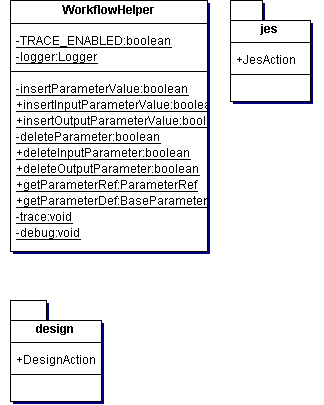 WorkflowHelper
-TRACE_ENABLED:boolean
-logger:Logger
-insertParameterValue:boolean
+insertInputParameterValue:boolea
+insertOutputParameterValue:bool
-deleteParameter:boolean
+deleteInputParameter:boolean
+deleteOutputParameter:boolean
+getParameterRef:ParameterRef
+getParameterDef:BaseParameter
-trace:void
-debug:void
jes
+JesAction
design
+DesignAction